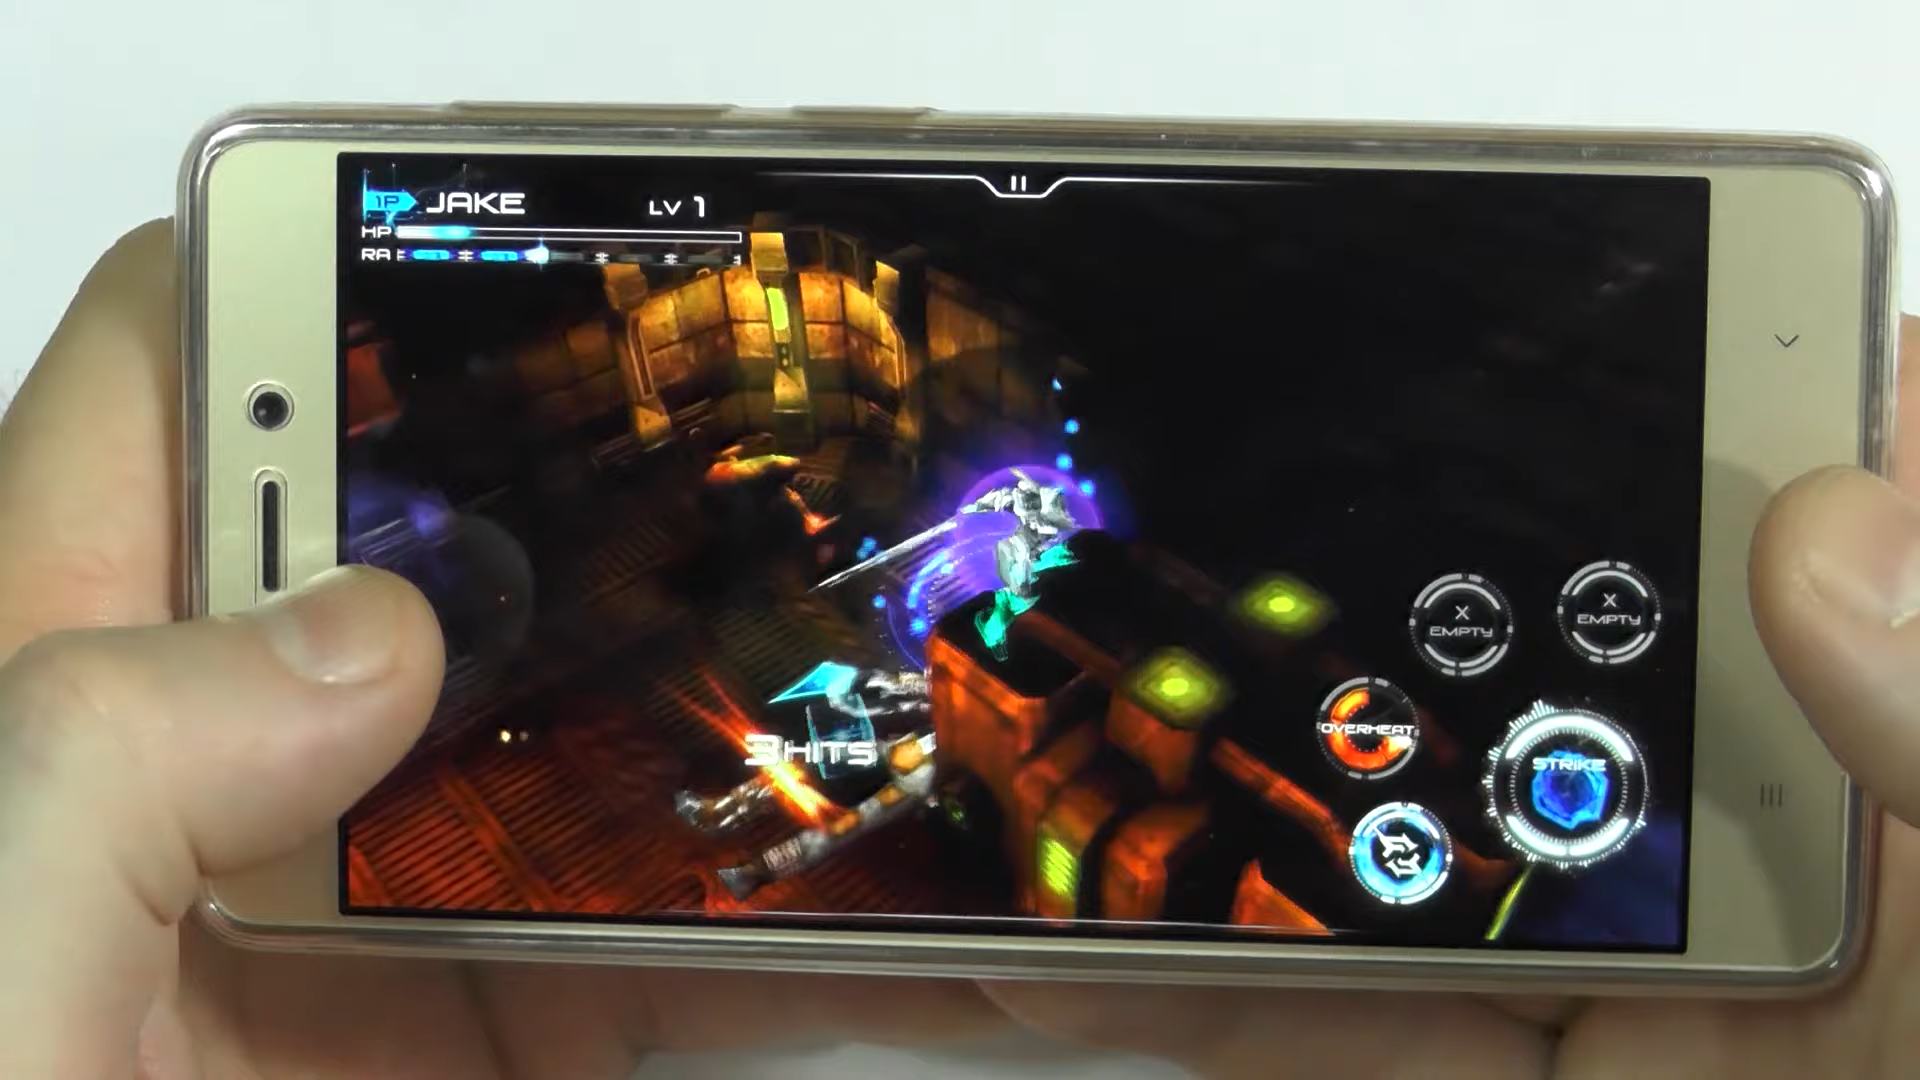 1P JAKE LV 1
HP
RA
3 HITS
X
EMPTY
X
EMPTY
OVERHEAT
STRIKE